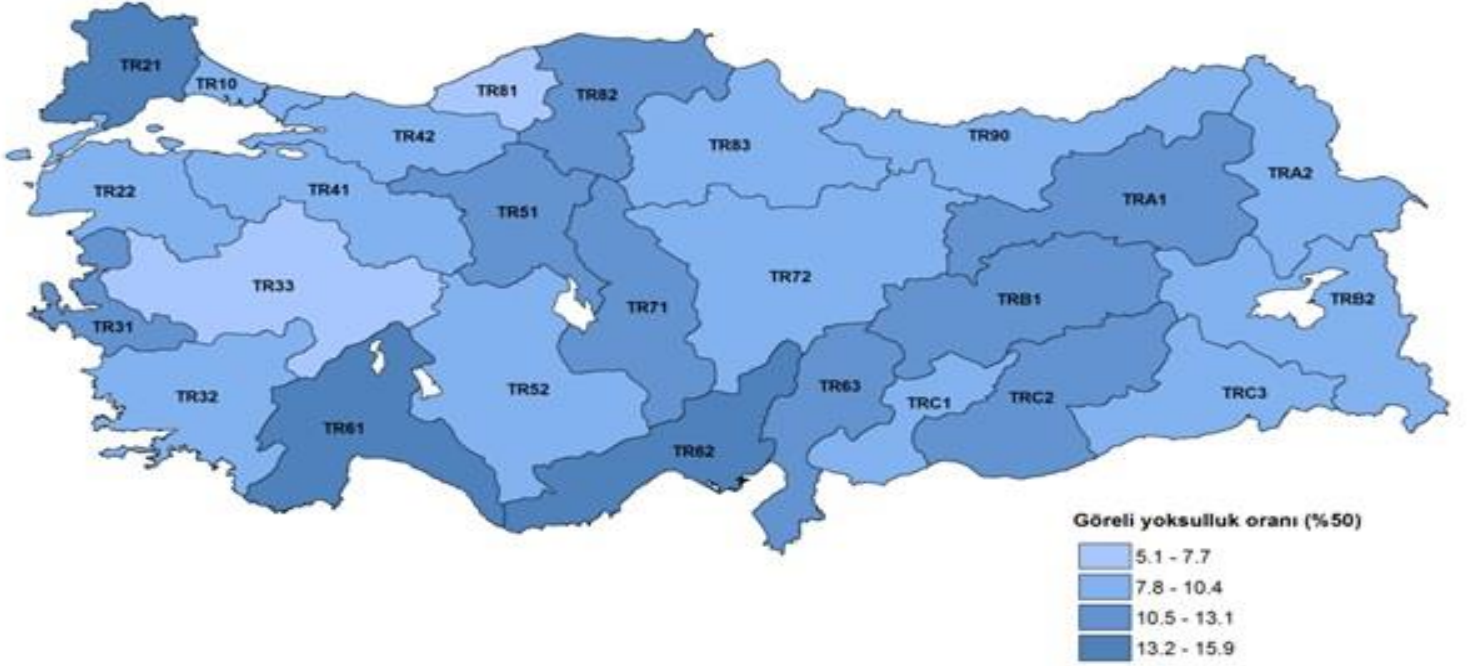 TR21
TR10
TR81
TR82
TR42
TR83
TR90
TRA2
TR22
TR41
TR51
TRA1
TR33
TR72
TRB1
TRB2
TR31
TR71
TR32
TR52
TR63
TRC1
TRC2
TRC3
TR61
TR62
Göreli yoksulluk oranı (%50)
5.1 - 7.7
7.8 - 10.4
10.5 - 13.1
13.2 - 15.9